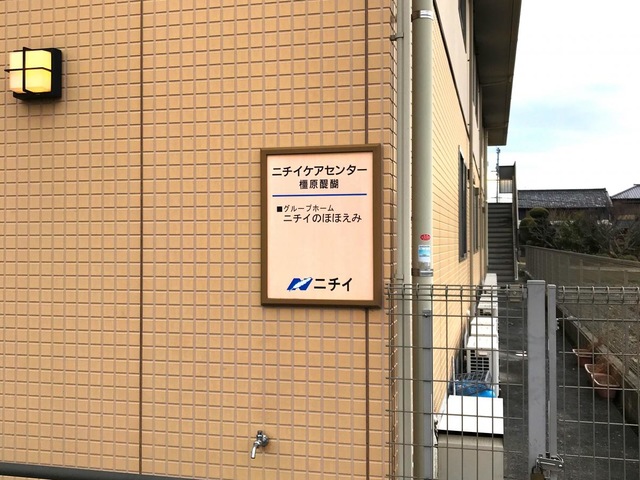 ニチイケアセンター
橿原醍醐
■グループホーム
ニチイのほほえみ
ニチイ